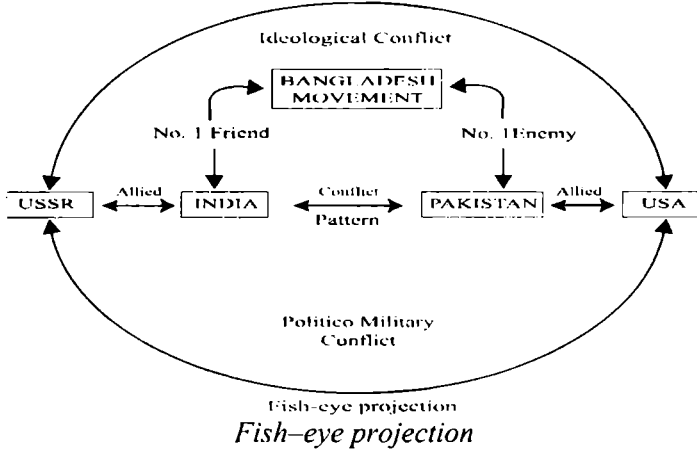 Ideological Conflict
BANGLADESH
MOVEMENT
No. 1 Friend
No. 1Enemy
USSR
Allied
INDIA
Conflict
Pattern
PAKISTAN
Allied
USA
Politico Military
Conflict
Fish-eye projection
Fish–eye projection